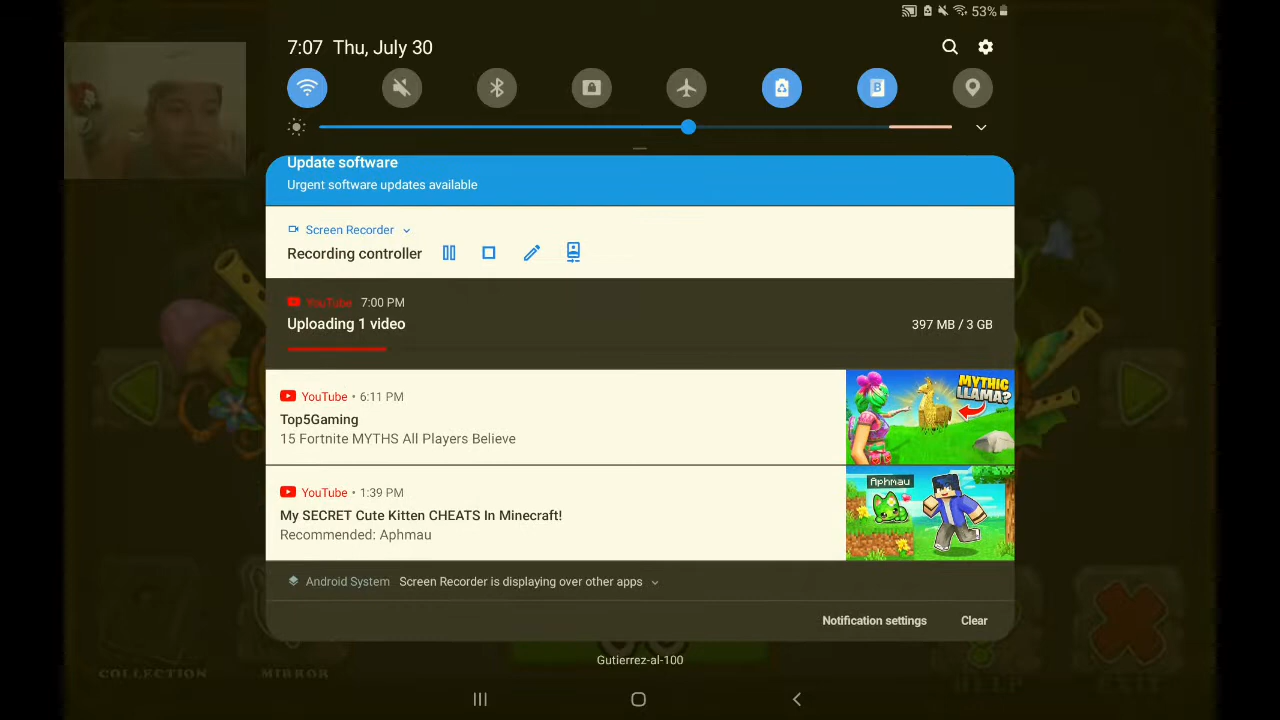 53%
7:07 Thu, July 30
B
Update software
Urgent software updates available
Screen Recorder
Recording controller
YouTube 7:00 PM
Uploading 1 video 397 MB / 3 GB
YouTube • 6:11 PM
Top5Gaming
15 Fortnite MYTHS All Players Believe
MYTHIC
LLAMA?
YouTube • 1:39 PM
My SECRET Cute Kitten CHEATS In Minecraft!
Recommended: Aphmau
Aphmau
Android System Screen Recorder is displaying over other apps
Notification settings Clear
Gutierrez-al-100
COLLECTION MIRROR HELP EXIT